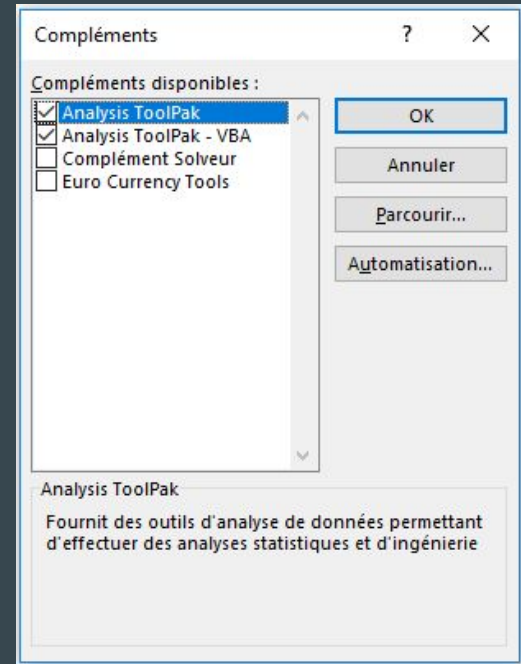 Compléments ? ×
Compléments disponibles :
Analysis ToolPak
Analysis ToolPak - VBA
Complément Solveur
Euro Currency Tools
OK
Annuler
Parcourir...
Automatisation...
Analysis ToolPak
Fournit des outils d'analyse de données permettant
d'effectuer des analyses statistiques et d'ingénierie